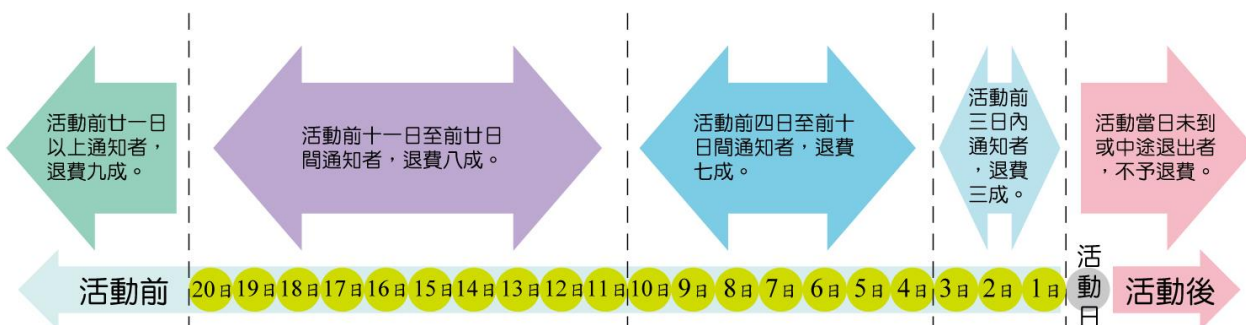 活動前廿一日
以上通知者，
退費九成。
活動前十一日至前廿日
間通知者，退費八成。
活動前四日至前十
日間通知者，退費
七成。
活動前
三日內
通知者
，退費
三成。
活動當日未到
或中途退出者
，不予退費。
活動前
20日 19日 18日 17日 16日 15日 14日 13日 12日 11日 10日 9日 8日 7日 6日 5日 4日 3日 2日 1日
活動日
活動後